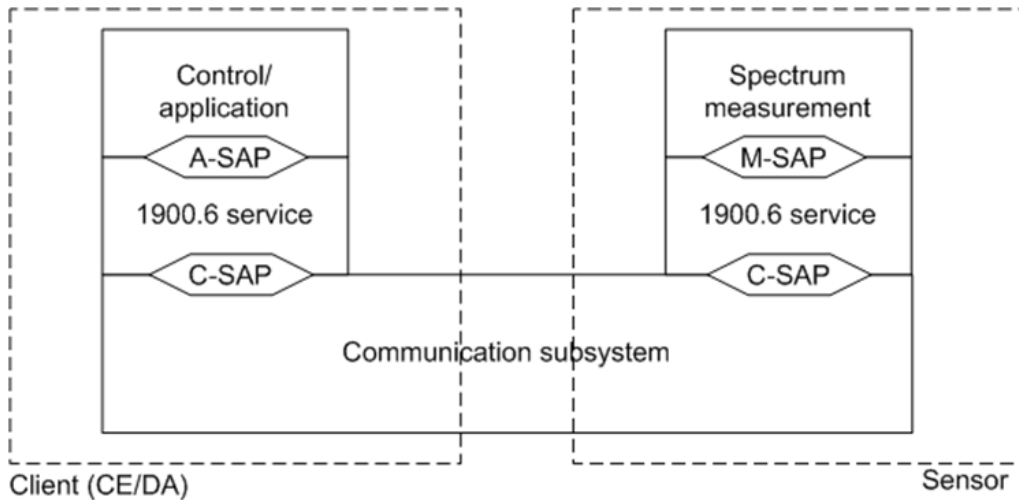 Control/
application
A-SAP
1900.6 service
C-SAP
Spectrum
measurement
M-SAP
1900.6 service
C-SAP
Communication subsystem
Client (CE/DA)
Sensor